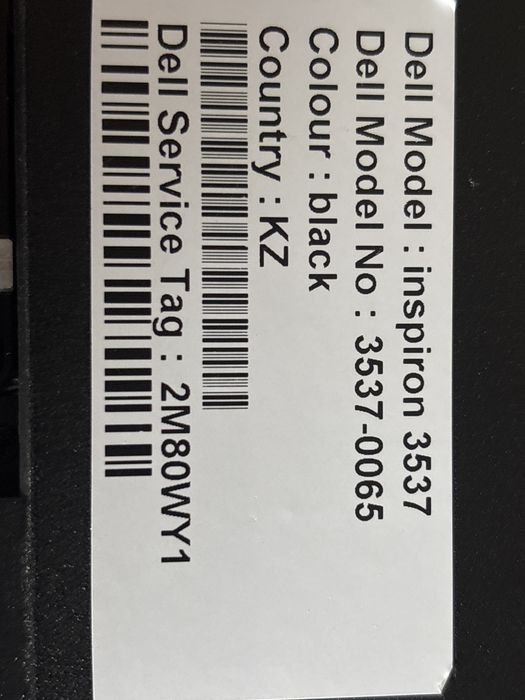 Dell Model : inspiron 3537
Dell Model No : 3537-0065
Colour : black
Country : KZ
Dell Service Tag : 2M80WY1